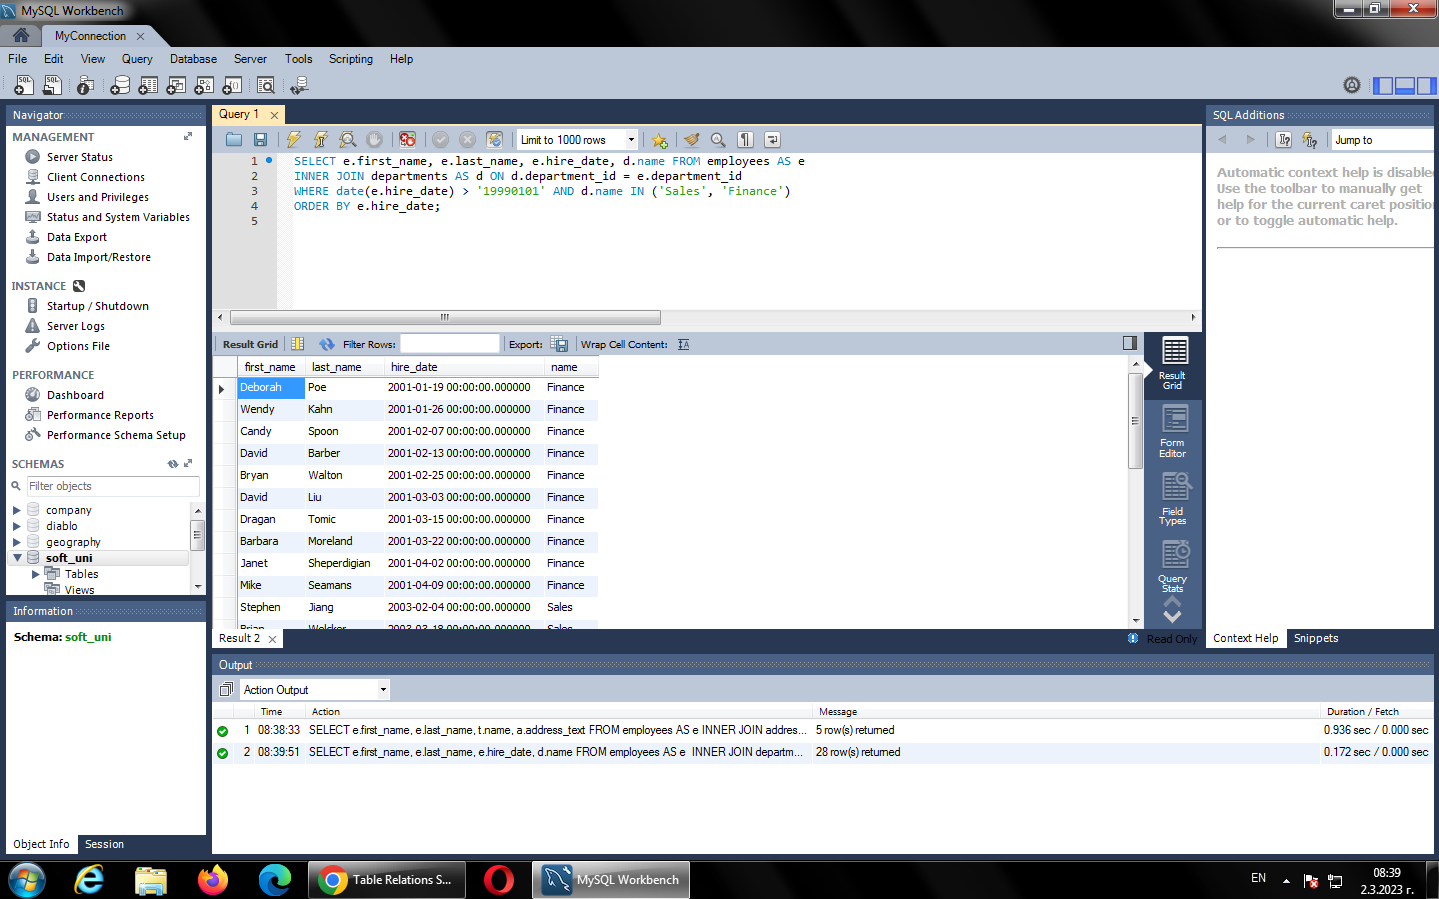 MySQL Workbench
MyConnection
File Edit View Query Database Server Tools Scripting Help
Navigator
MANAGEMENT
Server Status
Client Connections
Users and Privileges
Status and System Variables
Data Export
Data Import/Restore
INSTANCE
Startup / Shutdown
Server Logs
Options File
PERFORMANCE
Dashboard
Performance Reports
Performance Schema Setup
SCHEMAS
Filter objects
company
diablo
geography
soft_uni
Tables
Views
Information
Schema: soft_uni
Object Info Session
Query 1
Limit to 1000 rows
1 SELECT e.first_name, e.last_name, e.hire_date, d.name FROM employees AS e
2 INNER JOIN departments AS d ON d.department_id = e.department_id
3 WHERE date(e.hire_date) > '19990101' AND d.name IN ('Sales', 'Finance')
4 ORDER BY e.hire_date;
5
Result Grid Filter Rows: Export: Wrap Cell Content:
first_name last_name hire_date name
Deborah Poe 2001-01-19 00:00:00.000000 Finance
Wendy Kahn 2001-01-26 00:00:00.000000 Finance
Candy Spoon 2001-02-07 00:00:00.000000 Finance
David Barber 2001-02-13 00:00:00.000000 Finance
Bryan Walton 2001-02-25 00:00:00.000000 Finance
David Liu 2001-03-03 00:00:00.000000 Finance
Dragan Tomic 2001-03-15 00:00:00.000000 Finance
Barbara Moreland 2001-03-22 00:00:00.000000 Finance
Janet Sheperdigian 2001-04-02 00:00:00.000000 Finance
Mike Seamans 2001-04-09 00:00:00.000000 Finance
Stephen Jiang 2003-02-04 00:00:00.000000 Sales
Brian Welcker 2003-03-18 00:00:00.000000 Sales
Result Grid
Form Editor
Field Types
Query Stats
Result 2
Read Only
SQL Additions
Jump to
Automatic context help is disabled
Use the toolbar to manually get
help for the current caret position
or to toggle automatic help.
Context Help Snippets
Output
Action Output
Time Action Message Duration / Fetch
1 08:38:33 SELECT e.first_name, e.last_name, t.name, a.address_text FROM employees AS e INNER JOIN addres... 5 row(s) returned 0.936 sec / 0.000 sec
2 08:39:51 SELECT e.first_name, e.last_name, e.hire_date, d.name FROM employees AS e INNER JOIN departm... 28 row(s) returned 0.172 sec / 0.000 sec
Table Relations S...
MySQL Workbench
EN
08:39
2.3.2023 г.